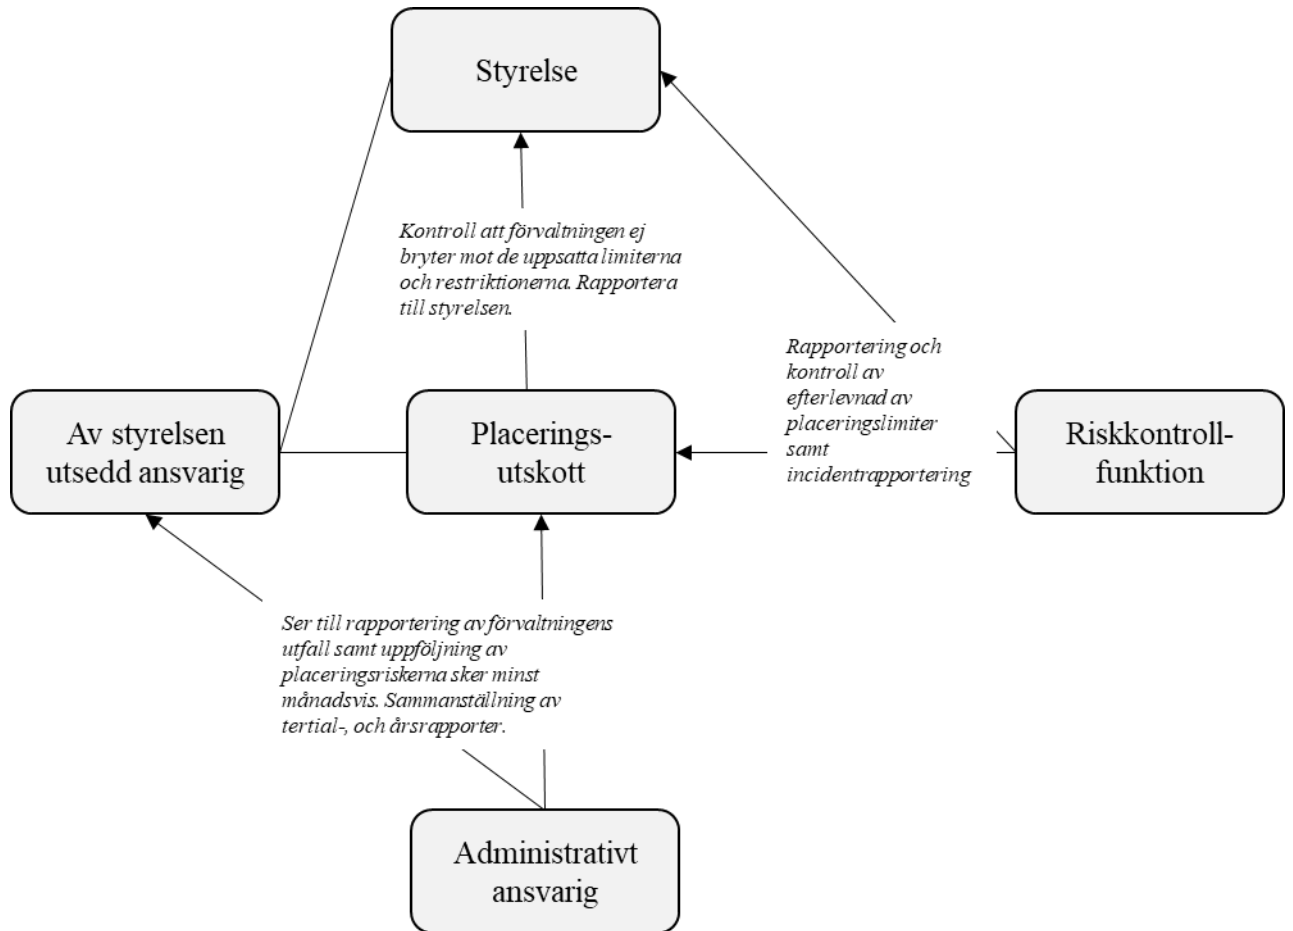 Styrelse
Kontroll att förvaltningen ej
bryter mot de uppsatta limiterna
och restriktionerna. Rapportera
till styrelsen.
Rapportering och
kontroll av
efterlevnad av
placeringslimiter
samt
incidentrapportering
Av styrelsen
utsedd ansvarig
Placerings-
utskott
Riskkontroll-
funktion
Ser till rapportering av förvaltningens
utfall samt uppföljning av
placeringsriskerna sker minst
månadsvis. Sammanställning av
tertial-, och årsrapporter.
Administrativt
ansvarig